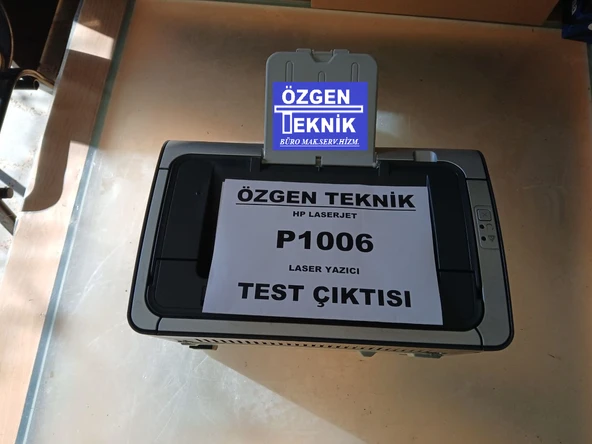 ÖZGEN
TEKNİK
BÜRO MAK.SERV.HİZM.
ÖZGEN TEKNİK
HP LASERJET
P1006
LASER YAZICI
TEST ÇIKTISI